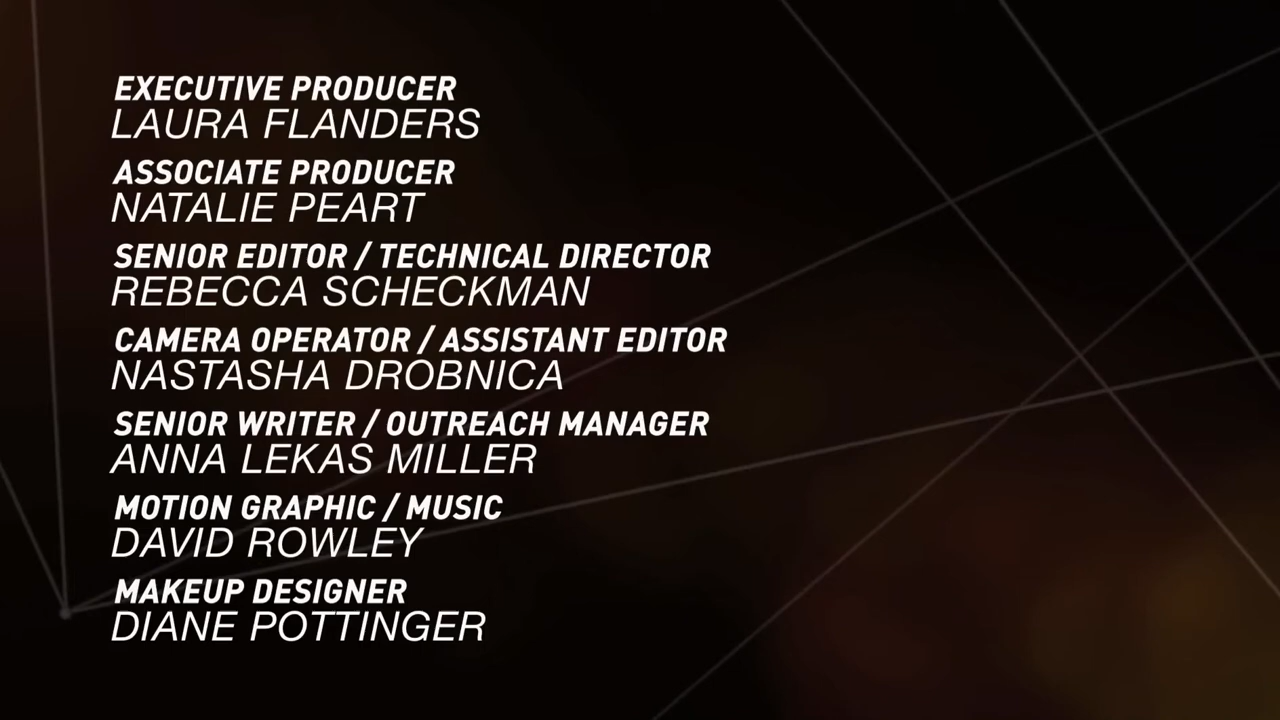 EXECUTIVE PRODUCER
LAURA FLANDERS
ASSOCIATE PRODUCER
NATALIE PEART
SENIOR EDITOR / TECHNICAL DIRECTOR
REBECCA SCHECKMAN
CAMERA OPERATOR / ASSISTANT EDITOR
NASTASHA DROBNICA
SENIOR WRITER / OUTREACH MANAGER
ANNA LEKAS MILLER
MOTION GRAPHIC / MUSIC
DAVID ROWLEY
MAKEUP DESIGNER
DIANE POTTINGER